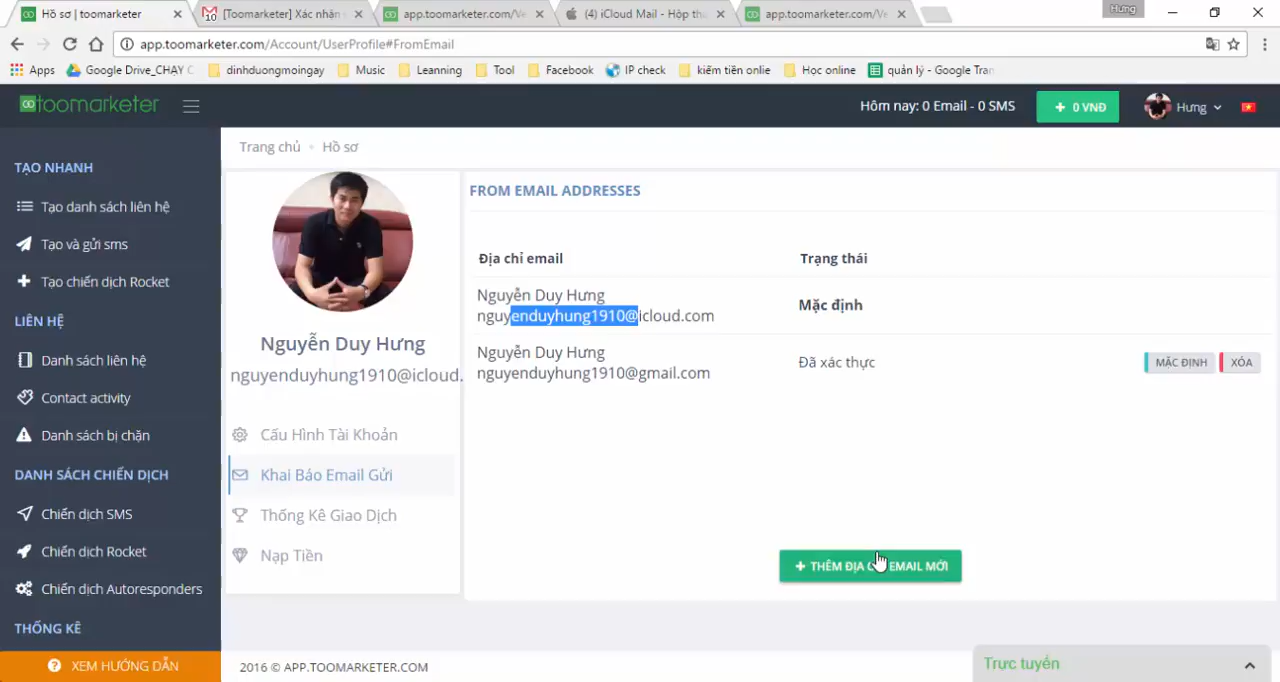 Hồ sơ | toomarketer
[Toomarketer] Xác nhận
app.toomarketer.com/Ve
(4) iCloud Mail - Hộp thư
app.toomarketer.com/Ve
Hưng
app.toomarketer.com/Account/UserProfile#FromEmail
Apps
Google Drive_CHẠY C
dinhduongmoingay
Music
Leanning
Tool
Facebook
IP check
kiếm tiền onlie
Học online
quản lý - Google Tran
toomarketer
Hôm nay: 0 Email - 0 SMS
+ 0 VNĐ
Hưng
TẠO NHANH
Tạo danh sách liên hệ
Tạo và gửi sms
Tạo chiến dịch Rocket
LIÊN HỆ
Danh sách liên hệ
Contact activity
Danh sách bị chặn
DANH SÁCH CHIẾN DỊCH
Chiến dịch SMS
Chiến dịch Rocket
Chiến dịch Autoresponders
THỐNG KÊ
XEM HƯỚNG DẪN
Trang chủ • Hồ sơ
Nguyễn Duy Hưng
nguyenduyhung1910@icloud.
Cấu Hình Tài Khoản
Khai Báo Email Gửi
Thống Kê Giao Dịch
Nạp Tiền
FROM EMAIL ADDRESSES
Địa chỉ email Trạng thái
Nguyễn Duy Hưng
nguyenduyhung1910@icloud.com
Mặc định
Nguyễn Duy Hưng
nguyenduyhung1910@gmail.com
Đã xác thực
MẶC ĐỊNH
XÓA
+ THÊM ĐỊA EMAIL MỚI
2016 © APP.TOOMARKETER.COM
Trực tuyến